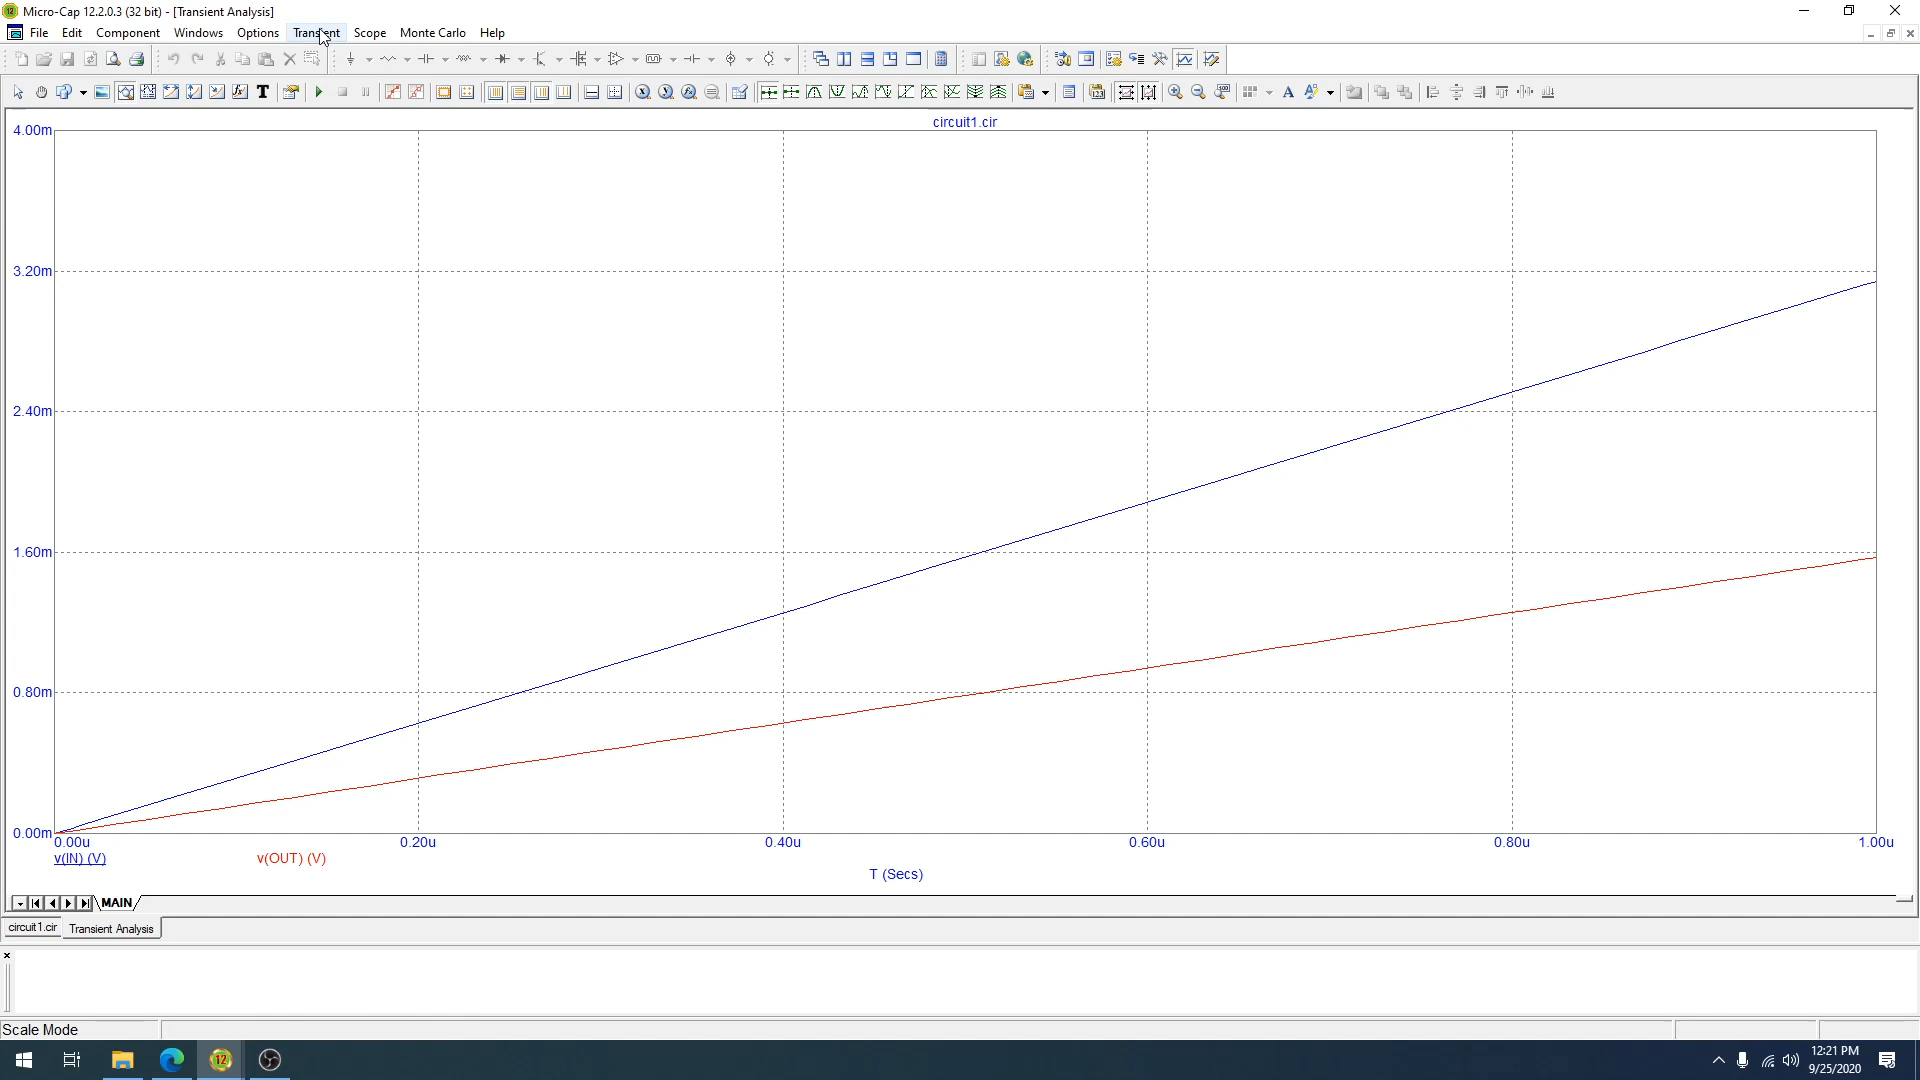 Micro-Cap 12.2.0.3 (32 bit) - [Transient Analysis]
File Edit Component Windows Options Transient Scope Monte Carlo Help
circuit1.cir
4.00m
3.20m
2.40m
1.60m
0.80m
0.00m
0.00u 0.20u 0.40u 0.60u 0.80u 1.00u
v(IN) (V) v(OUT) (V)
T (Secs)
MAIN
circuit1.cir Transient Analysis
Scale Mode
12:21 PM
9/25/2020